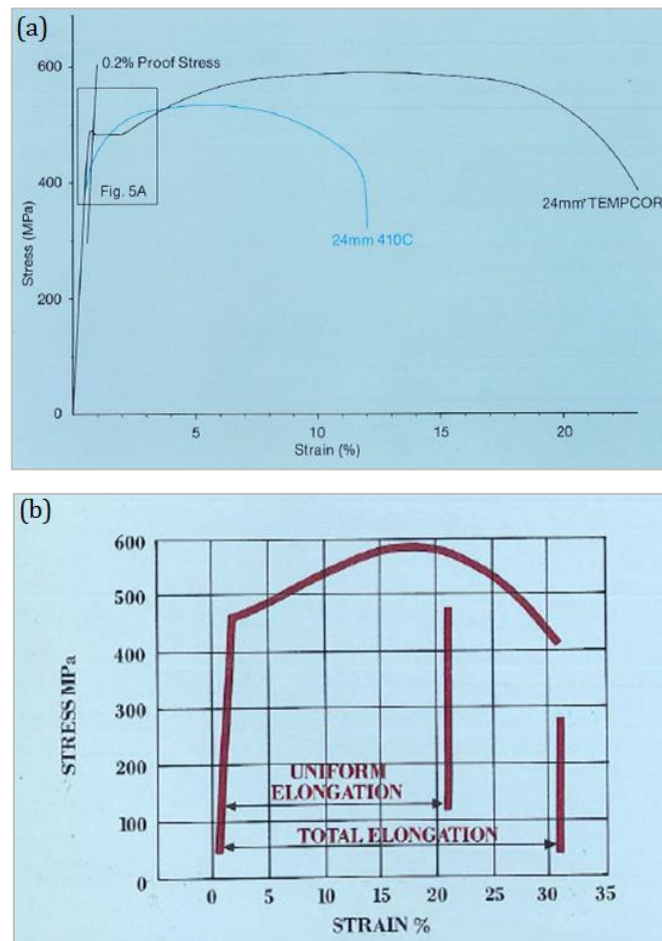 (a)
600
0.2% Proof Stress
Fig. 5A
400
24mm TEMPCOR
24mm 410C
Stress (MPa)
200
0
5
10
15
20
Strain (%)
(b)
600
500
400
300
200
100
0
STRESS MPa
UNIFORM
ELONGATION
TOTAL ELONGATION
0
5
10
15
20
25
30
35
STRAIN %